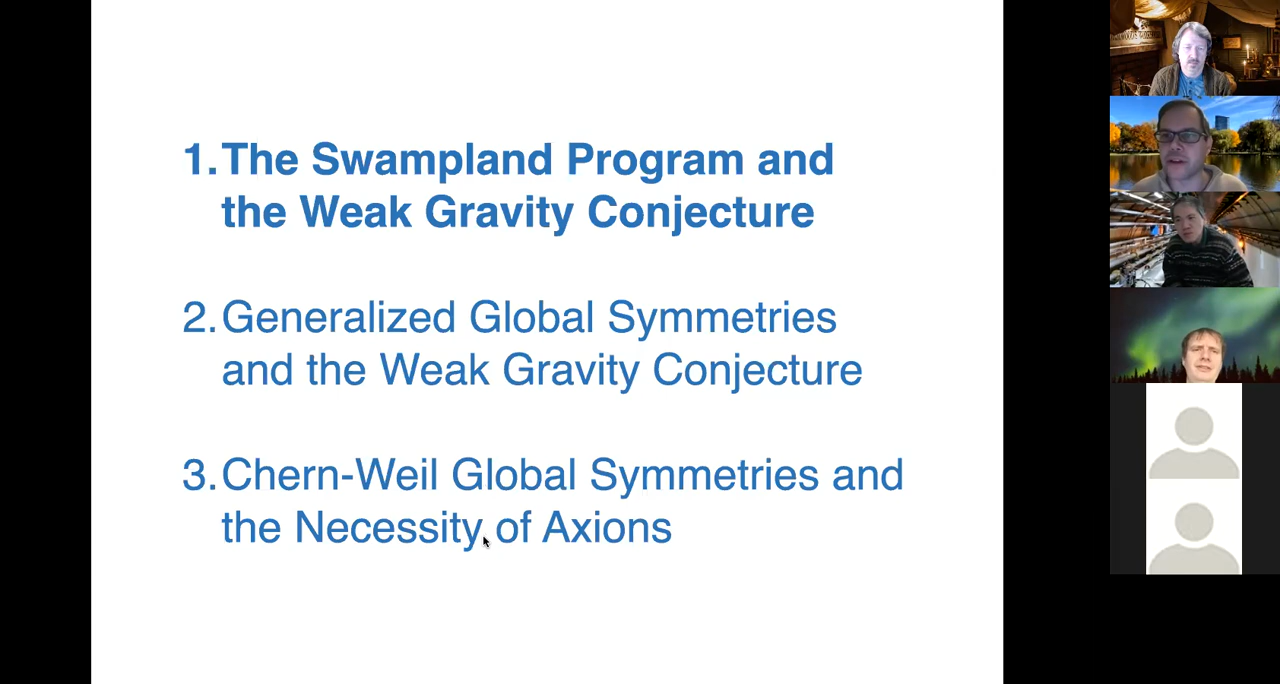 1. The Swampland Program and
the Weak Gravity Conjecture
2. Generalized Global Symmetries
and the Weak Gravity Conjecture
3. Chern-Weil Global Symmetries and
the Necessity of Axions